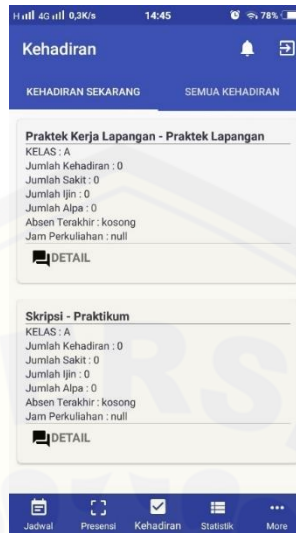 H 4G 0,3K/s 14:45 78%
Kehadiran
KEHADIRAN SEKARANG SEMUA KEHADIRAN
Praktek Kerja Lapangan - Praktek Lapangan
KELAS : A
Jumlah Kehadiran : 0
Jumlah Sakit : 0
Jumlah Ijin : 0
Jumlah Alpa : 0
Absen Terakhir : kosong
Jam Perkuliahan : null
DETAIL
Skripsi - Praktikum
KELAS : A
Jumlah Kehadiran : 0
Jumlah Sakit : 0
Jumlah Ijin : 0
Jumlah Alpa : 0
Absen Terakhir : kosong
Jam Perkuliahan : null
DETAIL
Jadwal Presensi Kehadiran Statistik More